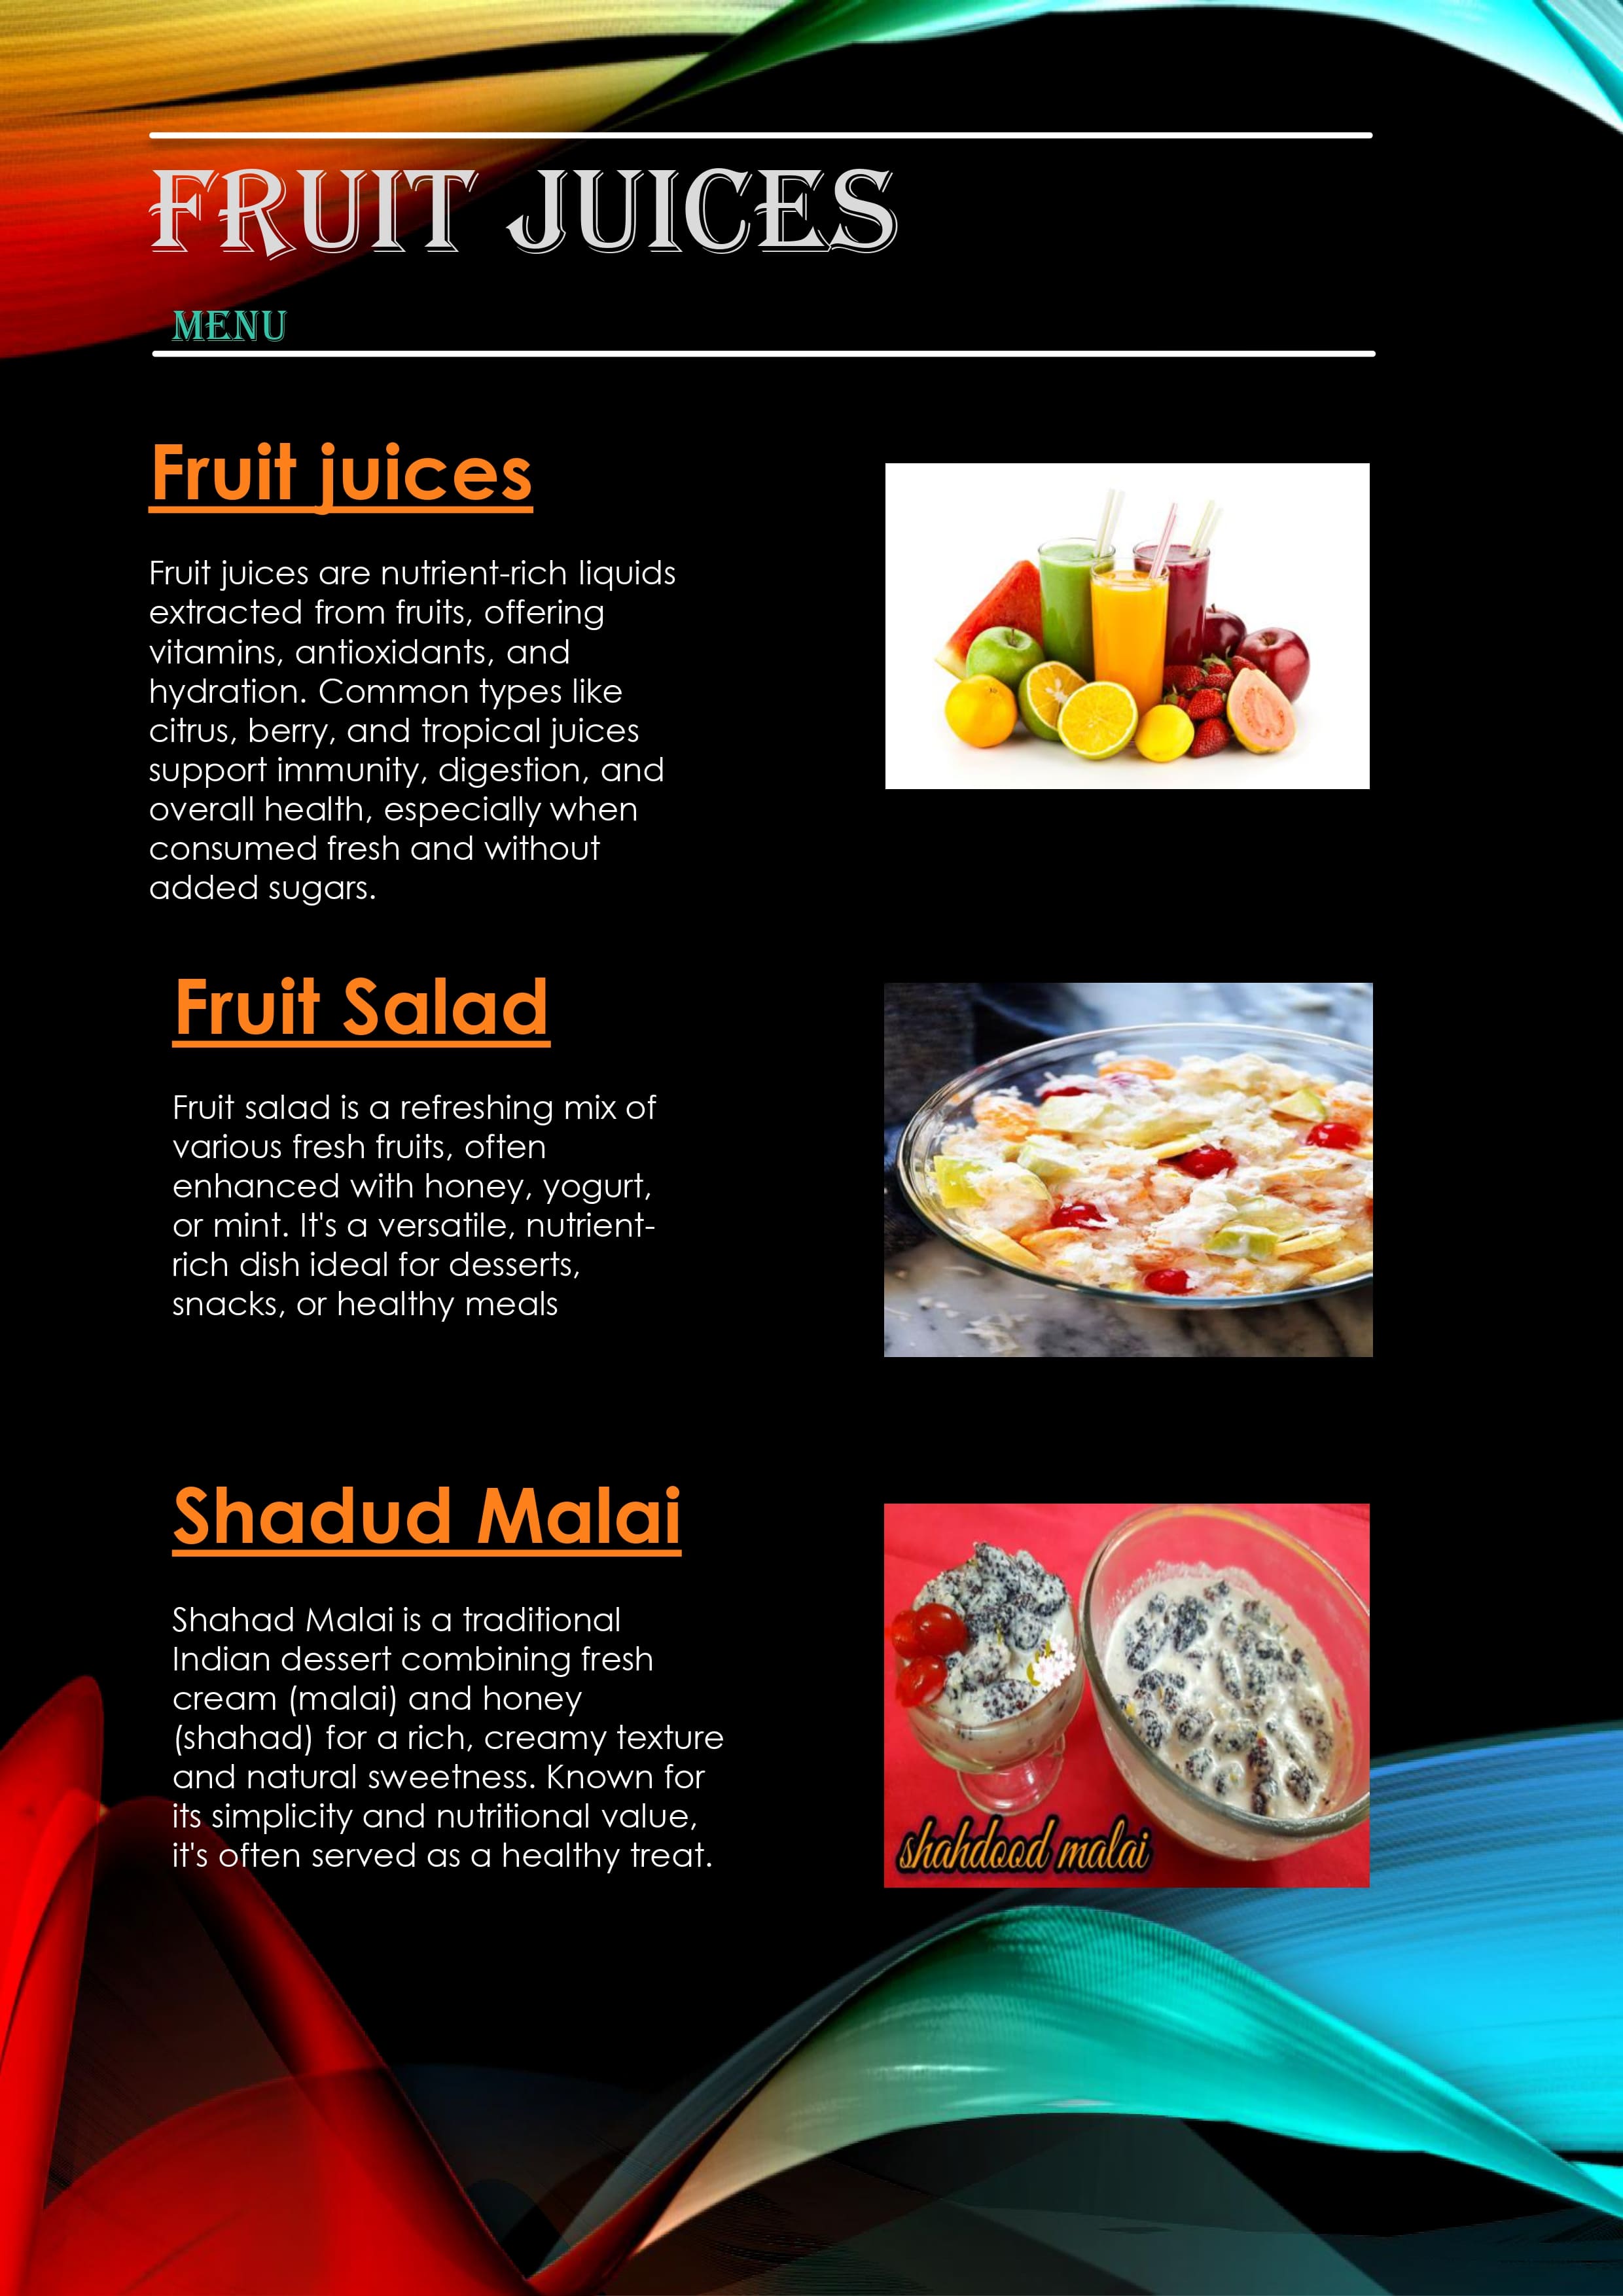 FRUIT JUICES
MENU
Fruit juices
Fruit juices are nutrient-rich liquids
extracted from fruits, offering
vitamins, antioxidants, and
hydration. Common types like
citrus, berry, and tropical juices
support immunity, digestion, and
overall health, especially when
consumed fresh and without
added sugars.
Fruit Salad
Fruit salad is a refreshing mix of
various fresh fruits, often
enhanced with honey, yogurt,
or mint. It's a versatile, nutrient-
rich dish ideal for desserts,
snacks, or healthy meals
Shadud Malai
Shahad Malai is a traditional
Indian dessert combining fresh
cream (malai) and honey
(shahad) for a rich, creamy texture
and natural sweetness. Known for
its simplicity and nutritional value,
it's often served as a healthy treat.
shahdood malai